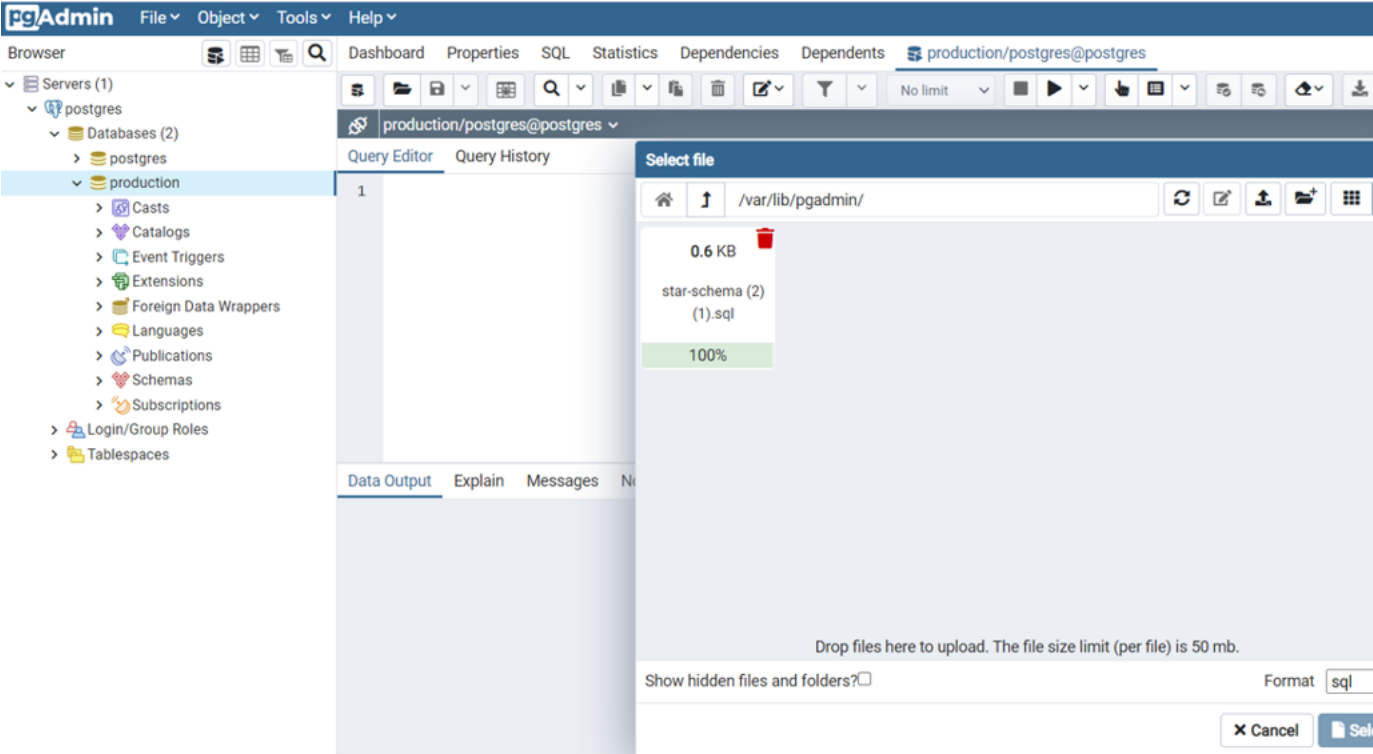 pgAdmin File Object Tools Help
Browser
Dashboard Properties SQL Statistics Dependencies Dependents production/postgres@postgres
Servers (1)
postgres
Databases (2)
postgres
production
Casts
Catalogs
Event Triggers
Extensions
Foreign Data Wrappers
Languages
Publications
Schemas
Subscriptions
Login/Group Roles
Tablespaces
No limit
production/postgres@postgres
Query Editor Query History
1
Data Output Explain Messages No
Select file
/var/lib/pgadmin/
0.6 KB
star-schema (2)
(1).sql
100%
Drop files here to upload. The file size limit (per file) is 50 mb.
Show hidden files and folders?
Format sql
Cancel Sele